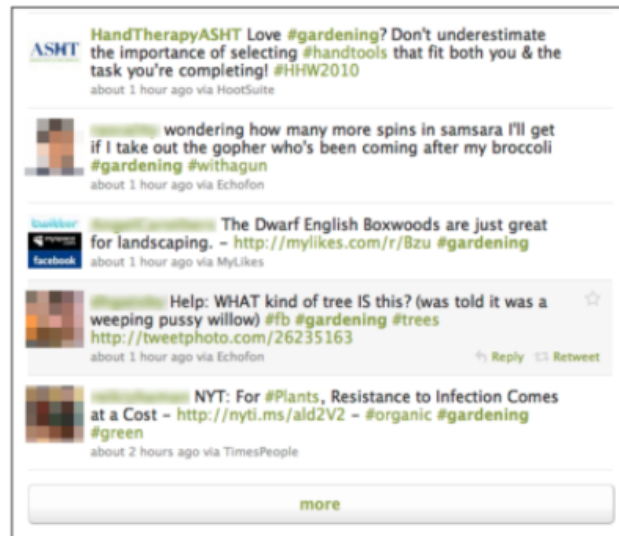 ASHT
HandTherapyASHT Love #gardening? Don't underestimate
the importance of selecting #handtools that fit both you & the
task you're completing! #HHW2010
about 1 hour ago via HootSuite
wondering how many more spins in samsara I'll get
if I take out the gopher who's been coming after my broccoli
#gardening #withagun
about 1 hour ago via Echofon
twitter
myspace
facebook
The Dwarf English Boxwoods are just great
for landscaping. – http://mylikes.com/r/Bzu #gardening
about 1 hour ago via MyLikes
Help: WHAT kind of tree IS this? (was told it was a
weeping pussy willow) #fb #gardening #trees
http://tweetphoto.com/26235163
about 1 hour ago via Echofon
Reply Retweet
NYT: For #Plants, Resistance to Infection Comes
at a Cost – http://nyti.ms/ald2V2 – #organic #gardening
#green
about 2 hours ago via TimesPeople
more